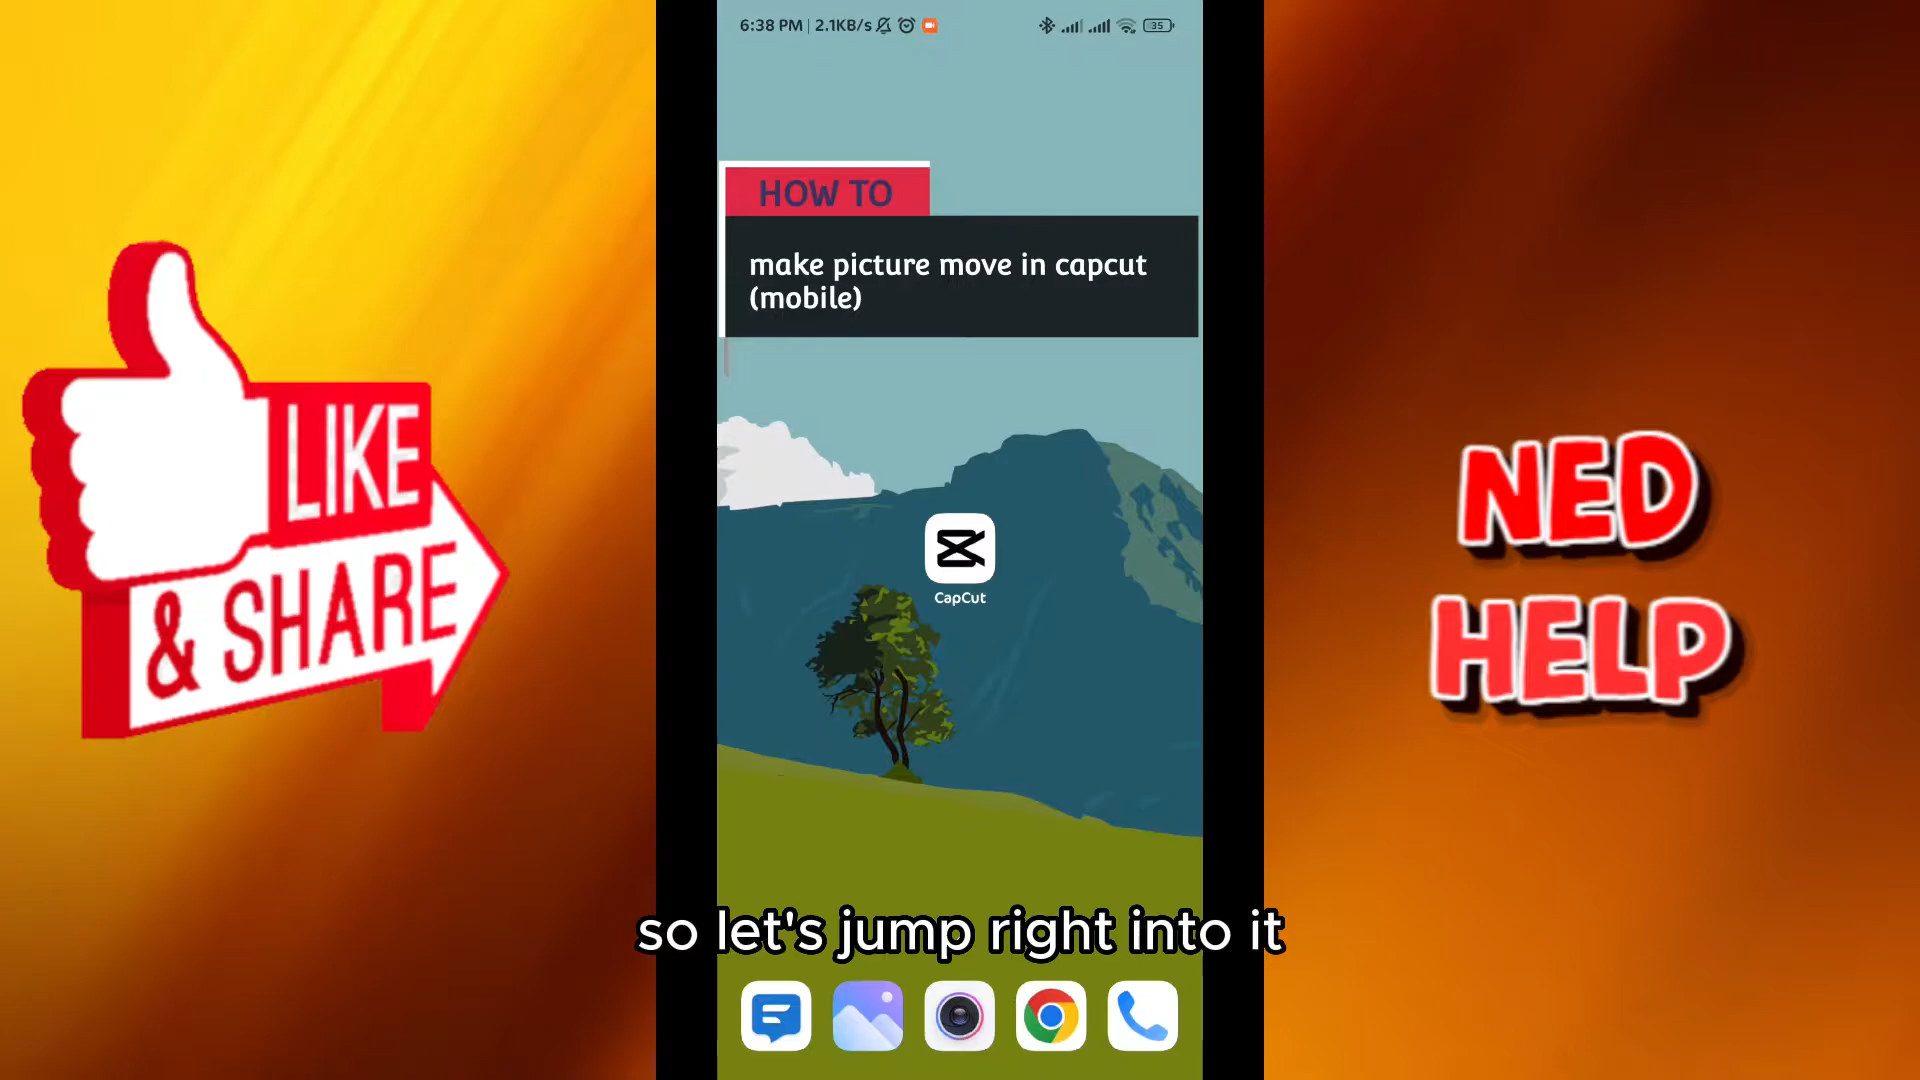 6:38 PM | 2.1KB/s
35
HOW TO
make picture move in capcut
(mobile)
LIKE
& SHARE
NED
HELP
CapCut
so let's jump right into it